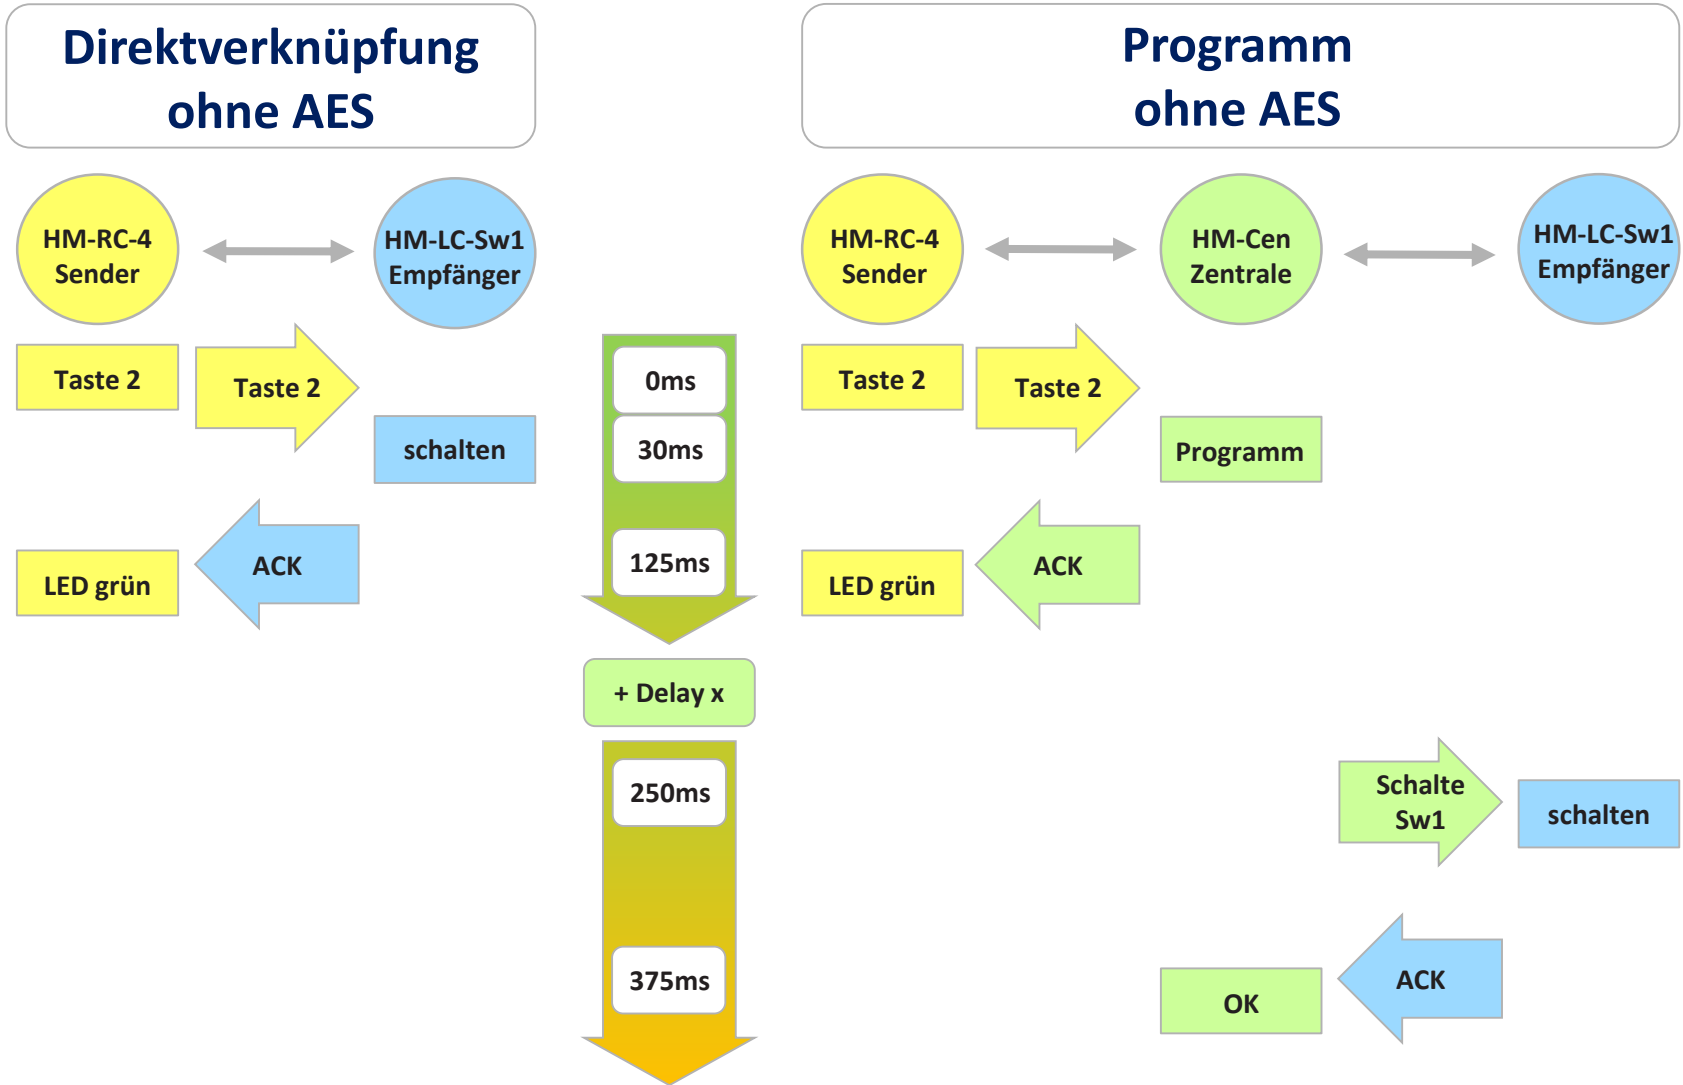 Direktverknüpfung
ohne AES
Programm
ohne AES
HM-RC-4
Sender
HM-LC-Sw1
Empfänger
HM-RC-4
Sender
HM-Cen
Zentrale
HM-LC-Sw1
Empfänger
Taste 2
Taste 2
0ms
Taste 2
Taste 2
schalten
30ms
Programm
LED grün
ACK
125ms
LED grün
ACK
+ Delay x
250ms
Schalte
Sw1
schalten
375ms
OK
ACK